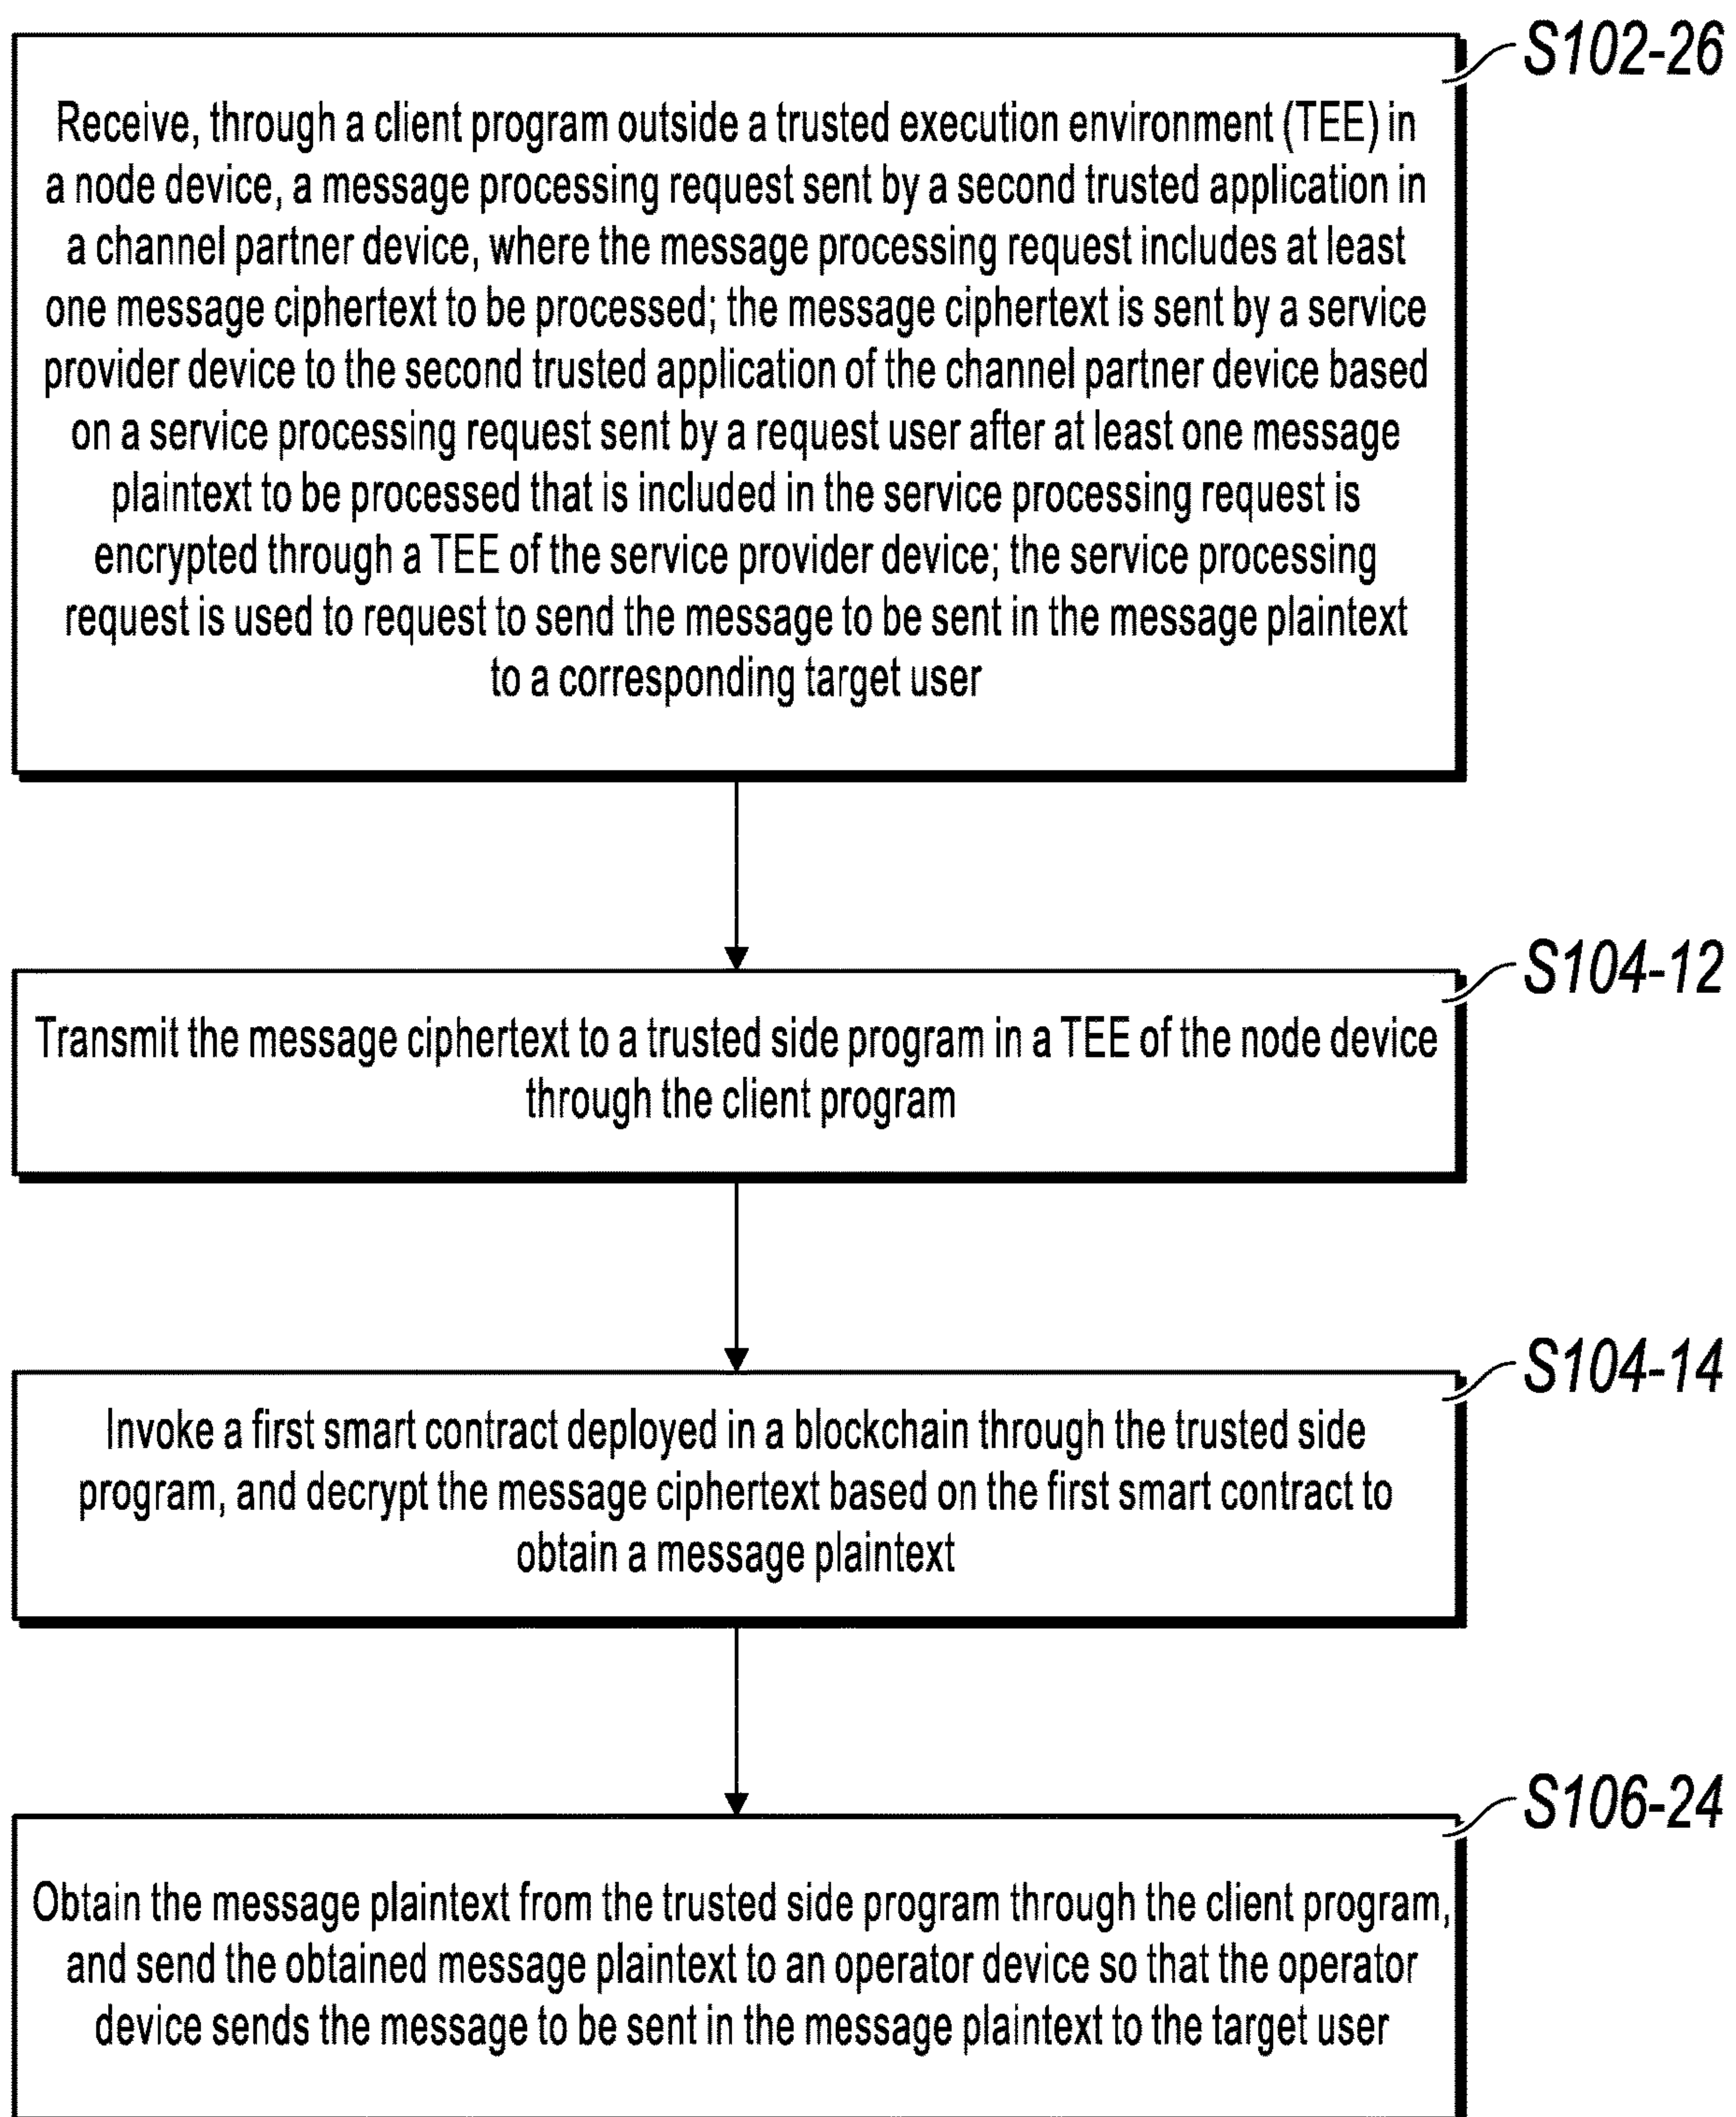 S102-26
Receive, through a client program outside a trusted execution environment (TEE) in
a node device, a message processing request sent by a second trusted application in
a channel partner device, where the message processing request includes at least
one message ciphertext to be processed; the message ciphertext is sent by a service
provider device to the second trusted application of the channel partner device based
on a service processing request sent by a request user after at least one message
plaintext to be processed that is included in the service processing request is
encrypted through a TEE of the service provider device; the service processing
request is used to request to send the message to be sent in the message plaintext
to a corresponding target user
S104-12
Transmit the message ciphertext to a trusted side program in a TEE of the node device
through the client program
S104-14
Invoke a first smart contract deployed in a blockchain through the trusted side
program, and decrypt the message ciphertext based on the first smart contract to
obtain a message plaintext
S106-24
Obtain the message plaintext from the trusted side program through the client program,
and send the obtained message plaintext to an operator device so that the operator
device sends the message to be sent in the message plaintext to the target user